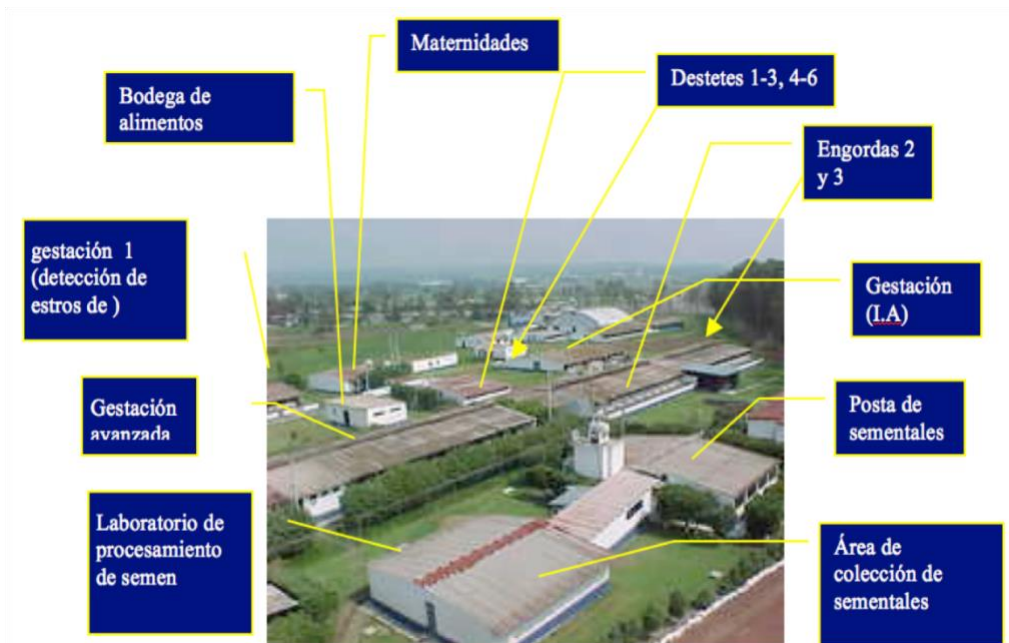 Maternidades
Destetes 1-3, 4-6
Bodega de
alimentos
Engordas 2
y 3
gestación  1
(detección de
estros de )
Gestación
(I.A)
Gestación
avanzada
Posta de
sementales
Laboratorio de
procesamiento
de semen
Área de
colección de
sementales